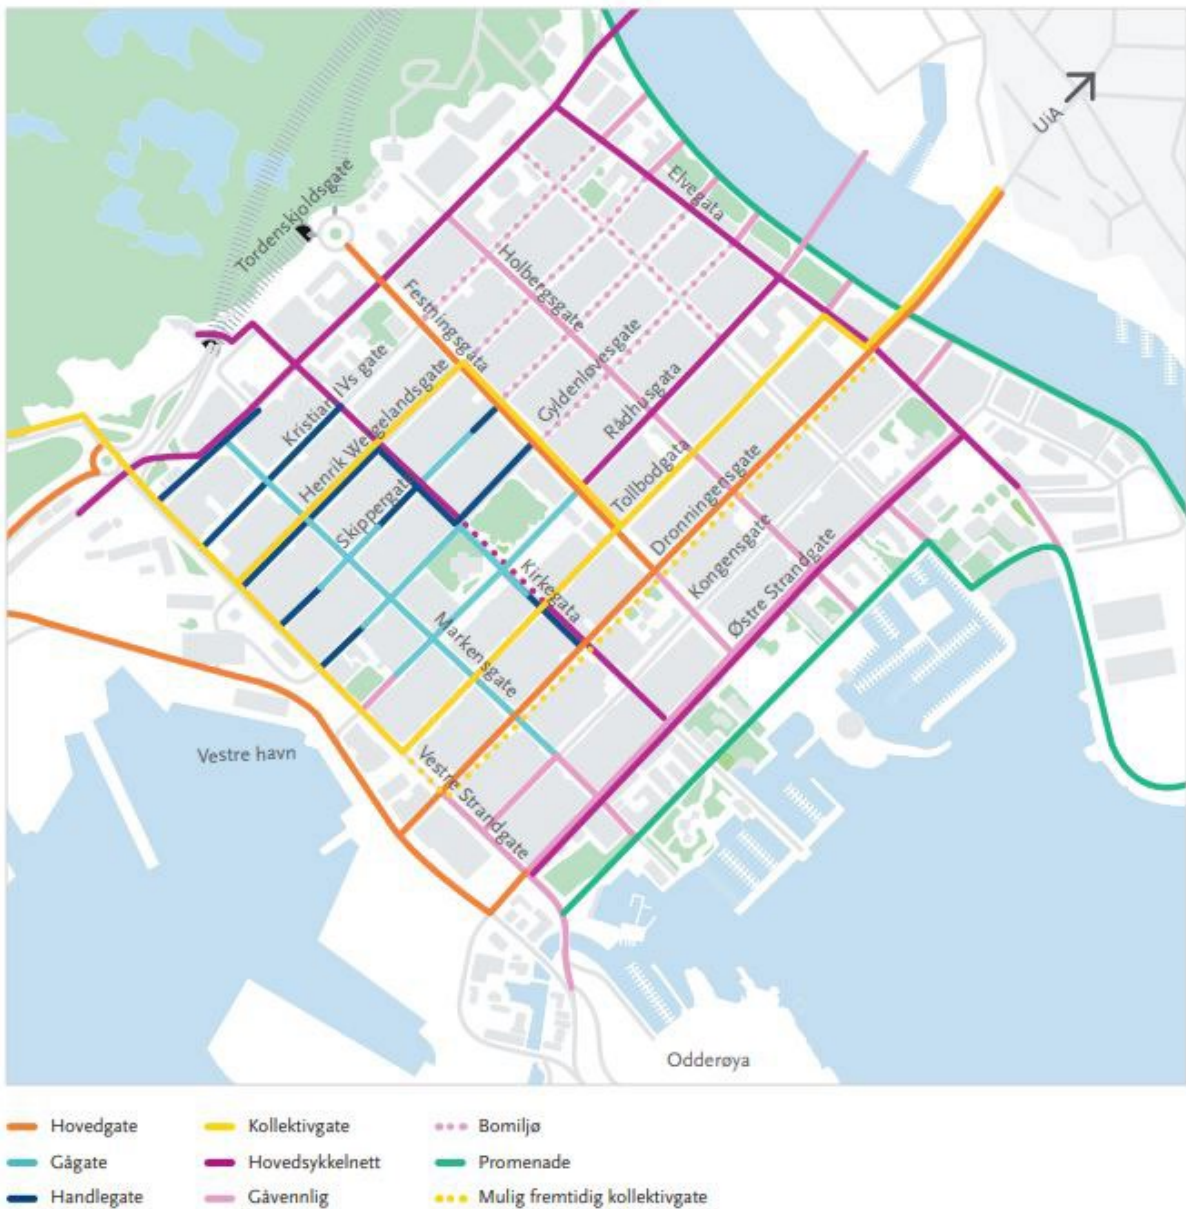 UiA
Tordenskjoldsgate
Elvegata
Holbergsgate
Festningsgata
Gyldenløvesgate
Kristian IVs gate
Rådhusgata
Henrik Wergelandsgate
Tollbodgata
Skippergata
Dronningensgate
Kongensgate
Kirkegata
Østre Strandgate
Markensgate
Vestre havn
Vestre Strandgate
Odderøya
Hovedgate
Kollektivgate
Bomiljø
Gågate
Hovedsykkelnett
Promenade
Handlegate
Gåvennlig
Mulig fremtidig kollektivgate